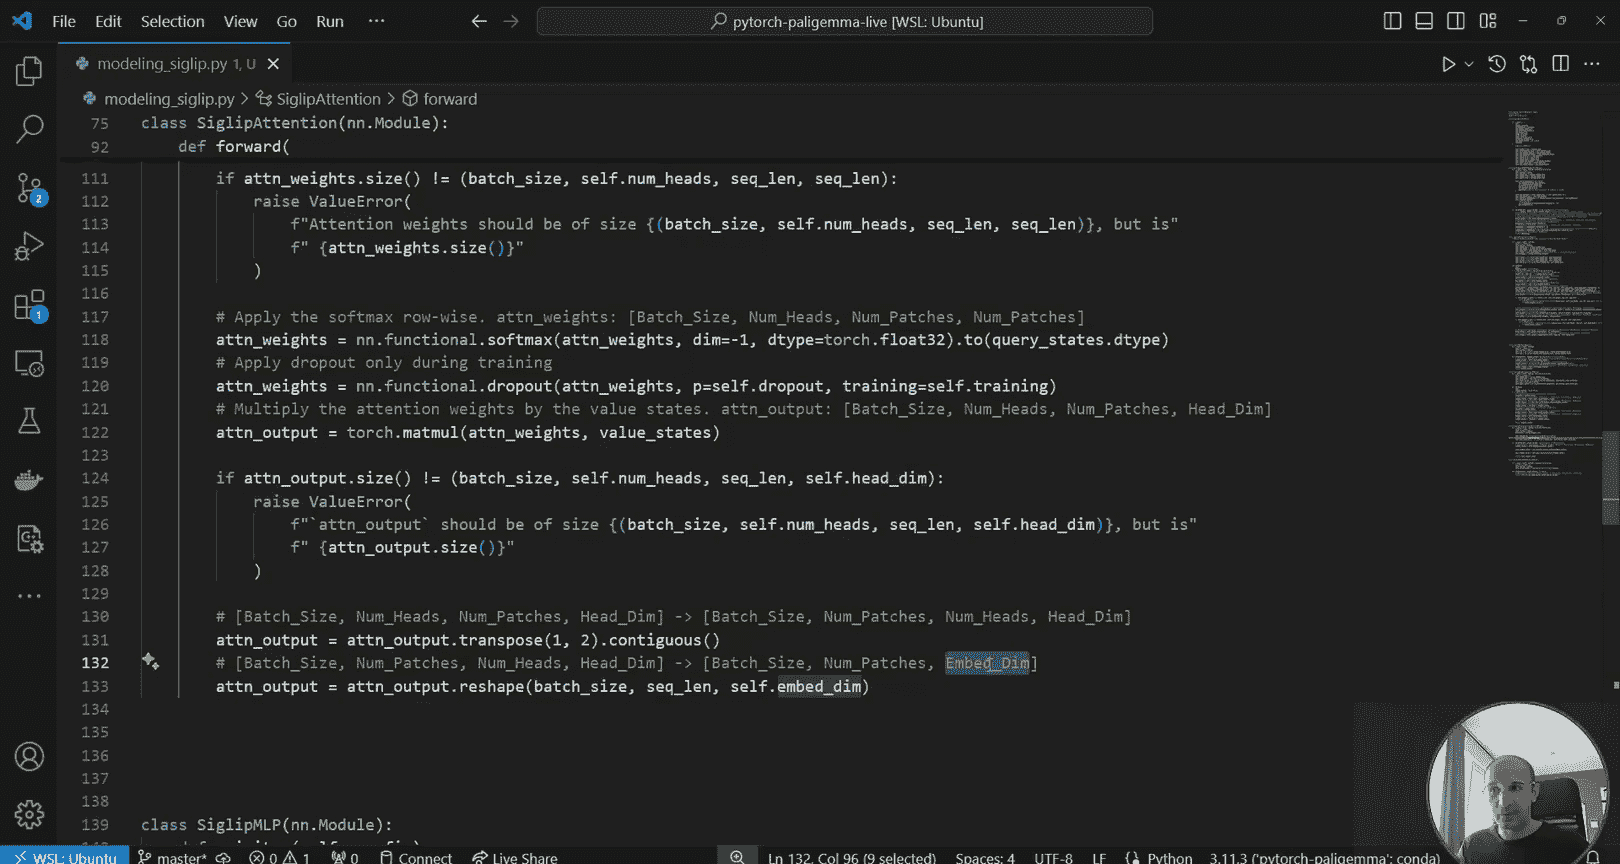 File Edit Selection View Go Run ··· pytorch-paligemma-live [WSL: Ubuntu]
modeling_siglip.py 1, U
modeling_siglip.py > SiglipAttention > forward
75 class SiglipAttention(nn.Module):
92 def forward(
111 if attn_weights.size() != (batch_size, self.num_heads, seq_len, seq_len):
112 raise ValueError(
113 f"Attention weights should be of size {(batch_size, self.num_heads, seq_len, seq_len)}, but is"
114 f" {attn_weights.size()}"
115 )
116
117 # Apply the softmax row-wise. attn_weights: [Batch_Size, Num_Heads, Num_Patches, Num_Patches]
118 attn_weights = nn.functional.softmax(attn_weights, dim=-1, dtype=torch.float32).to(query_states.dtype)
119 # Apply dropout only during training
120 attn_weights = nn.functional.dropout(attn_weights, p=self.dropout, training=self.training)
121 # Multiply the attention weights by the value states. attn_output: [Batch_Size, Num_Heads, Num_Patches, Head_Dim]
122 attn_output = torch.matmul(attn_weights, value_states)
123
124 if attn_output.size() != (batch_size, self.num_heads, seq_len, self.head_dim):
125 raise ValueError(
126 f"`attn_output` should be of size {(batch_size, self.num_heads, seq_len, self.head_dim)}, but is"
127 f" {attn_output.size()}"
128 )
129
130 # [Batch_Size, Num_Heads, Num_Patches, Head_Dim] -> [Batch_Size, Num_Patches, Num_Heads, Head_Dim]
131 attn_output = attn_output.transpose(1, 2).contiguous()
132 # [Batch_Size, Num_Patches, Num_Heads, Head_Dim] -> [Batch_Size, Num_Patches, Embed_Dim]
133 attn_output = attn_output.reshape(batch_size, seq_len, self.embed_dim)
134
135
136
137
138
139 class SiglipMLP(nn.Module):
2
1
WSL: Ubuntu master* 0 1 0 Connect Live Share Ln 132, Col 96 (9 selected) Spaces: 4 UTF-8 LF Python 3.11.3 ('pytorch-paligemma': conda)